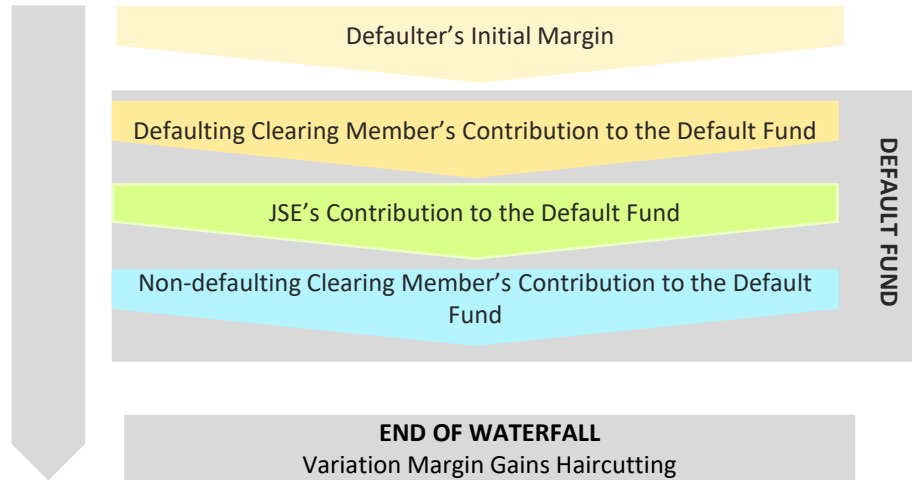 Defaulter’s Initial Margin
Defaulting Clearing Member’s Contribution to the Default Fund
JSE’s Contribution to the Default Fund
Non-defaulting Clearing Member’s Contribution to the Default
Fund
DEFAULT FUND
END OF WATERFALL
Variation Margin Gains Haircutting